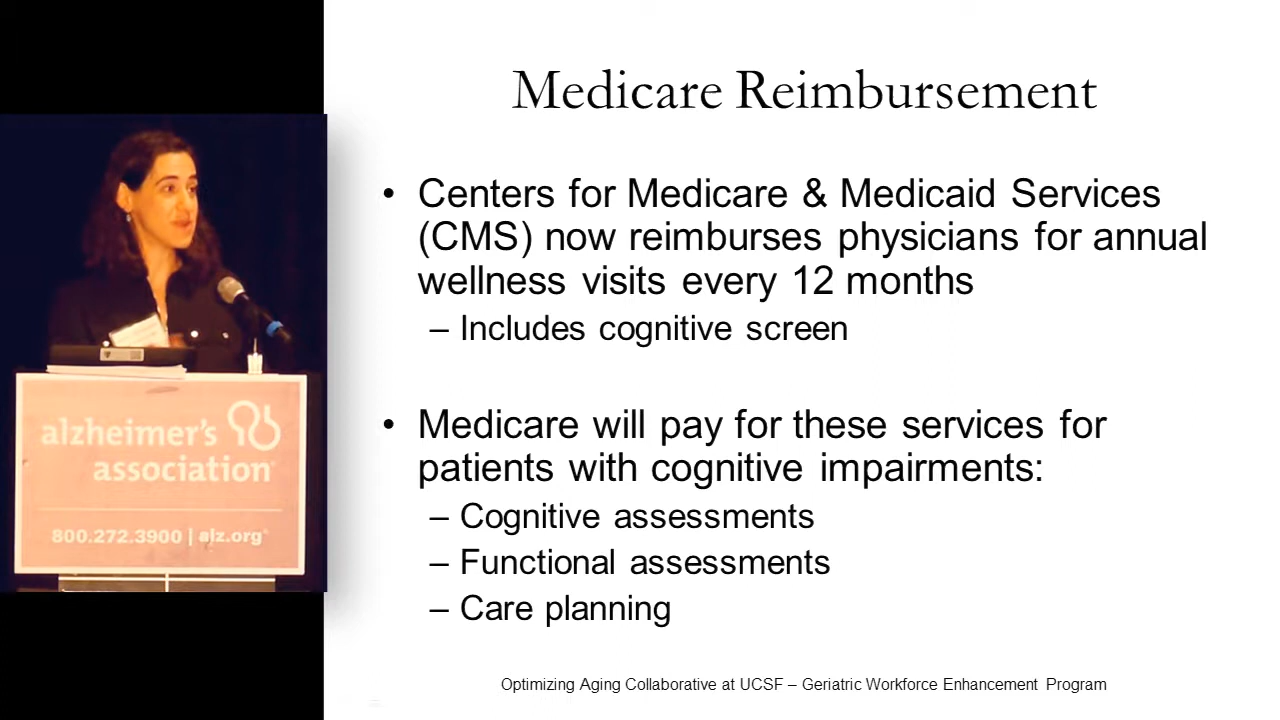 Medicare Reimbursement
• Centers for Medicare & Medicaid Services
(CMS) now reimburses physicians for annual
wellness visits every 12 months
– Includes cognitive screen
• Medicare will pay for these services for
patients with cognitive impairments:
– Cognitive assessments
– Functional assessments
– Care planning
Optimizing Aging Collaborative at UCSF – Geriatric Workforce Enhancement Program
alzheimer's
association®
800.272.3900 | alz.org®